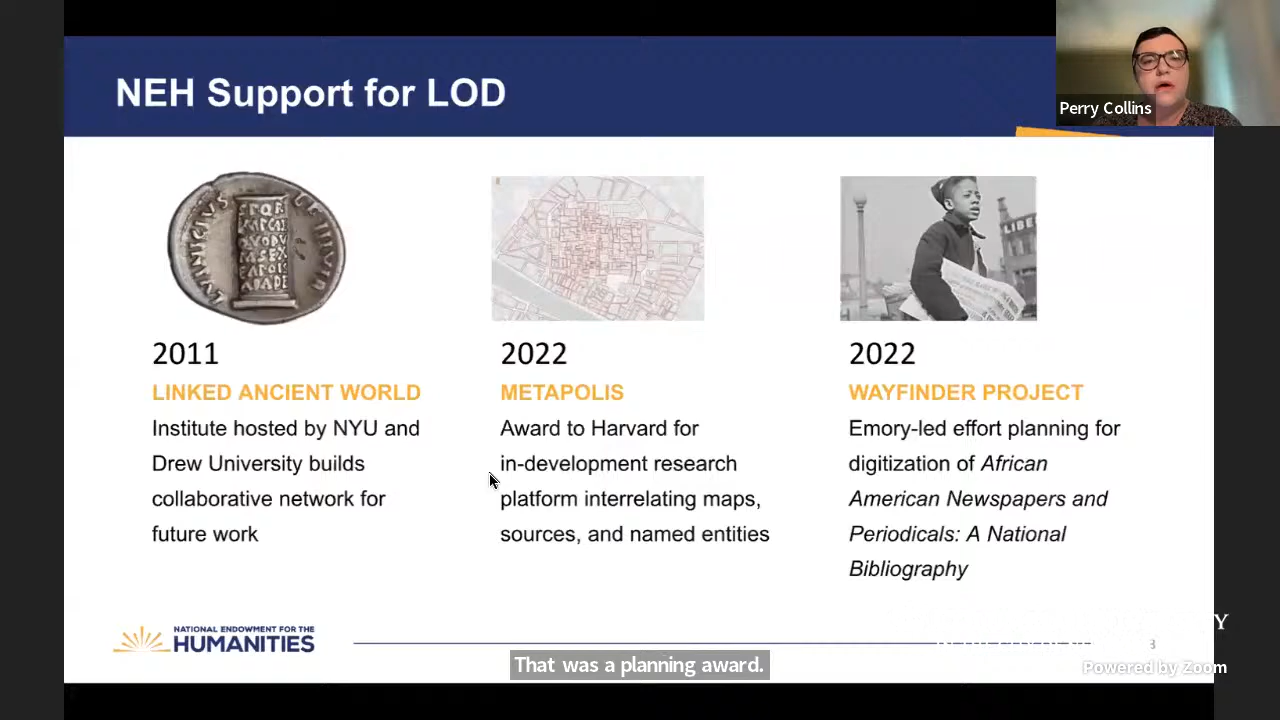 NEH Support for LOD
Perry Collins
LIBE
2011
LINKED ANCIENT WORLD
Institute hosted by NYU and
Drew University builds
collaborative network for
future work
2022
METAPOLIS
Award to Harvard for
in-development research
platform interrelating maps,
sources, and named entities
2022
WAYFINDER PROJECT
Emory-led effort planning for
digitization of African
American Newspapers and
Periodicals: A National
Bibliography
NATIONAL ENDOWMENT FOR THE
HUMANITIES
Y
3
That was a planning award.
Powered by Zoom